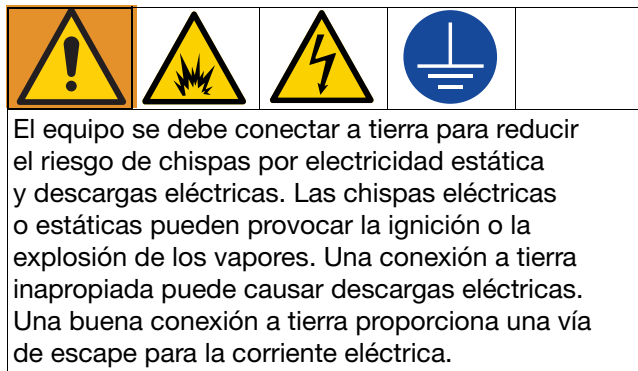 El equipo se debe conectar a tierra para reducir
el riesgo de chispas por electricidad estática
y descargas eléctricas. Las chispas eléctricas
o estáticas pueden provocar la ignición o la
explosión de los vapores. Una conexión a tierra
inapropiada puede causar descargas eléctricas.
Una buena conexión a tierra proporciona una vía
de escape para la corriente eléctrica.